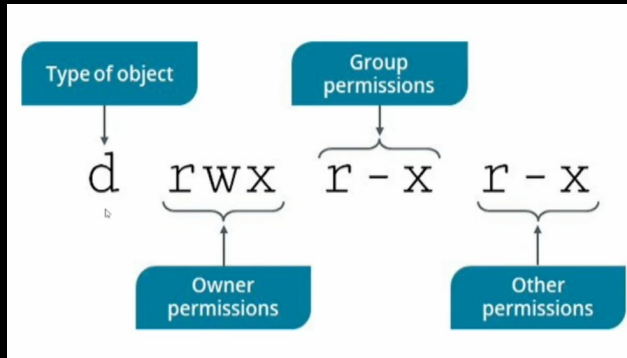 Type of object
Group
permissions
d rwx r-x r-x
Owner
permissions
Other
permissions